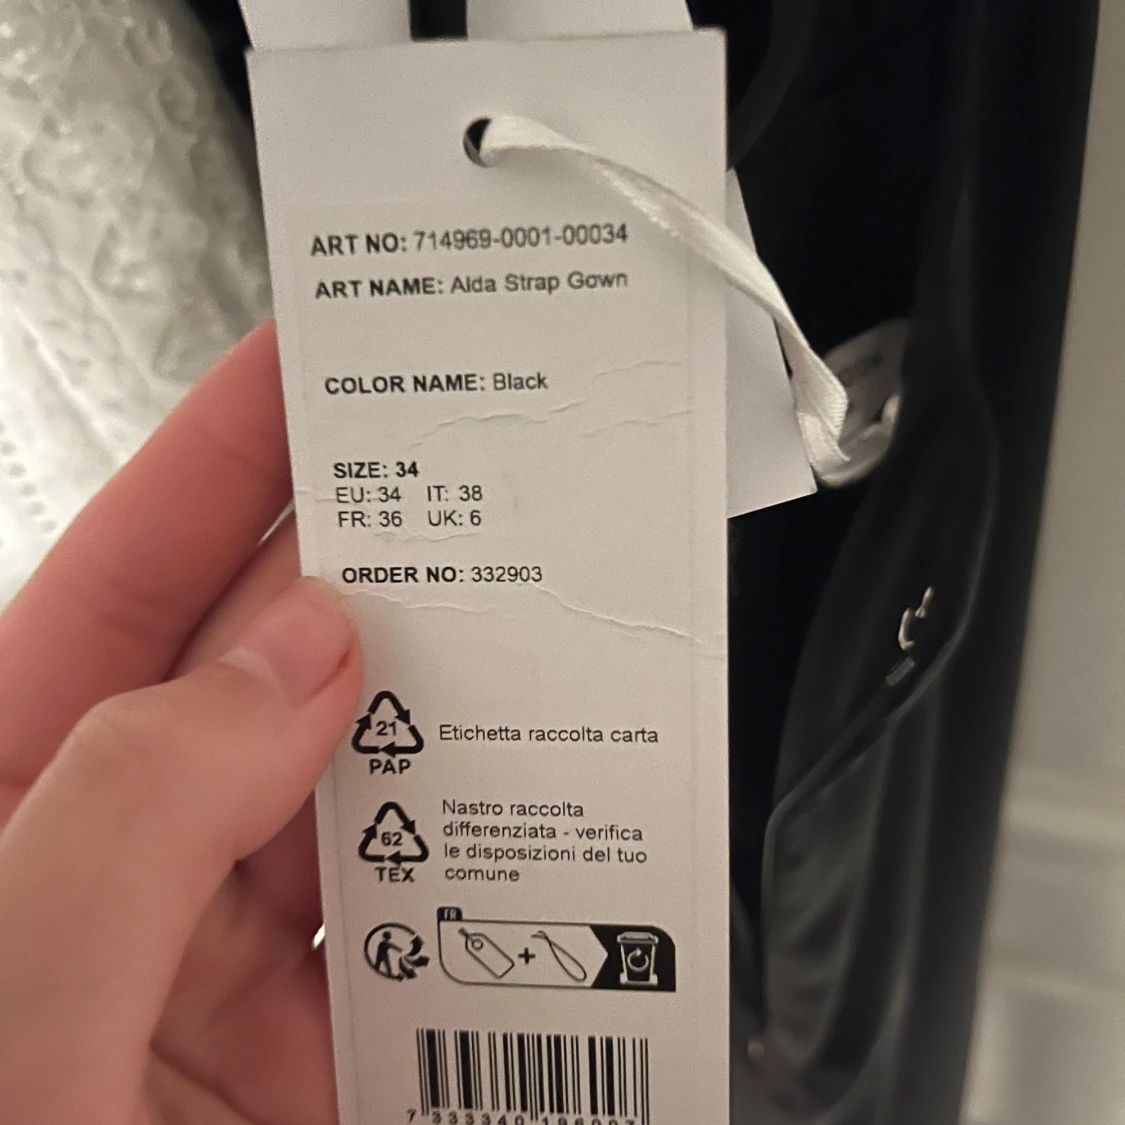 ART NO: 714969-0001-00034
ART NAME: Alda Strap Gown
COLOR NAME: Black
SIZE: 34
EU: 34 IT: 38
FR: 36 UK: 6
ORDER NO: 332903
21
PAP
Etichetta raccolta carta
62
TEX
Nastro raccolta
differenziata - verifica
le disposizioni del tuo
comune
FR
+